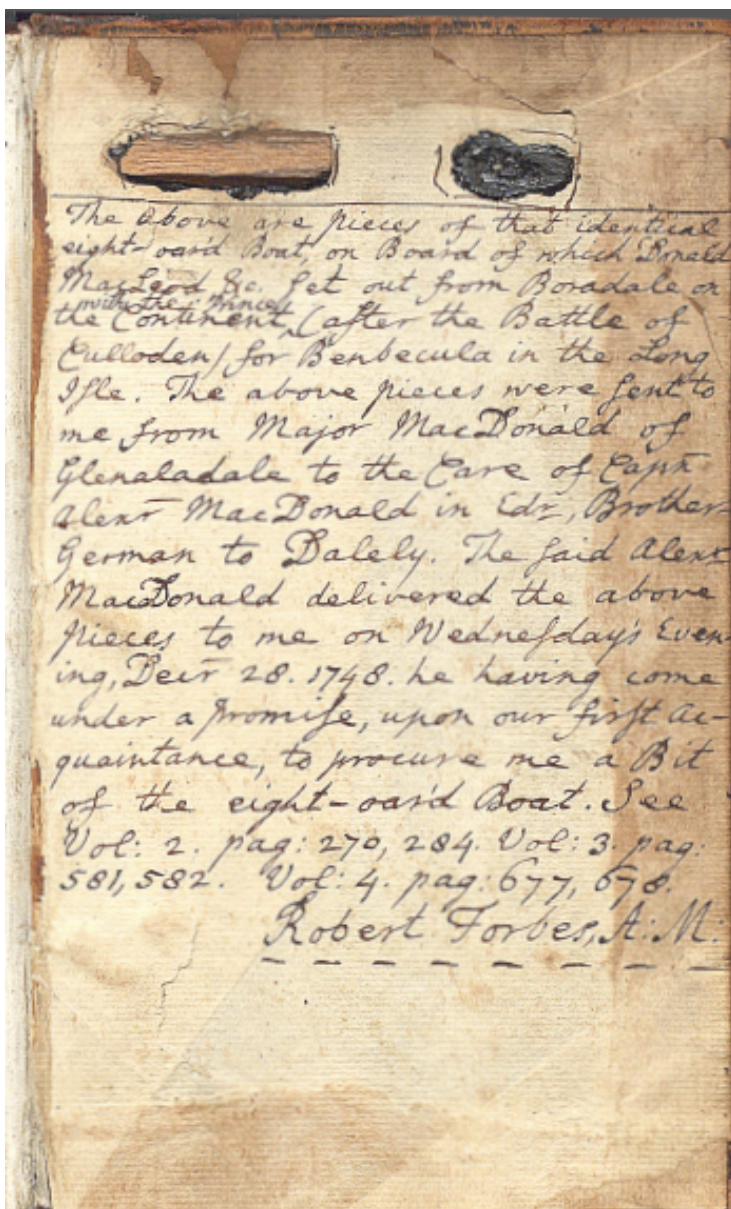 The above are pieces of that identical
eight-oar'd Boat, on Board of which Donald
MacLeod &c. set out from Boradale on
with the Prince
the Continent, (after the Battle of
Culloden) for Benbecula in the Long
Isle. The above pieces were sent to
me from Major MacDonald of
Glenaladale to the Care of Capn
Alexr MacDonald in Edr, Brother-
German to Dalely. The said Alexr
MacDonald delivered the above
pieces to me on Wednesday's Even-
ing, Decr 28. 1748. he having come
under a promise, upon our first Ac-
quaintance, to procure me a Bit
of the eight-oar'd Boat. See
Vol: 2. pag: 270, 284. Vol: 3. pag:
581, 582. Vol: 4. pag: 677, 678.
Robert Forbes, A: M: